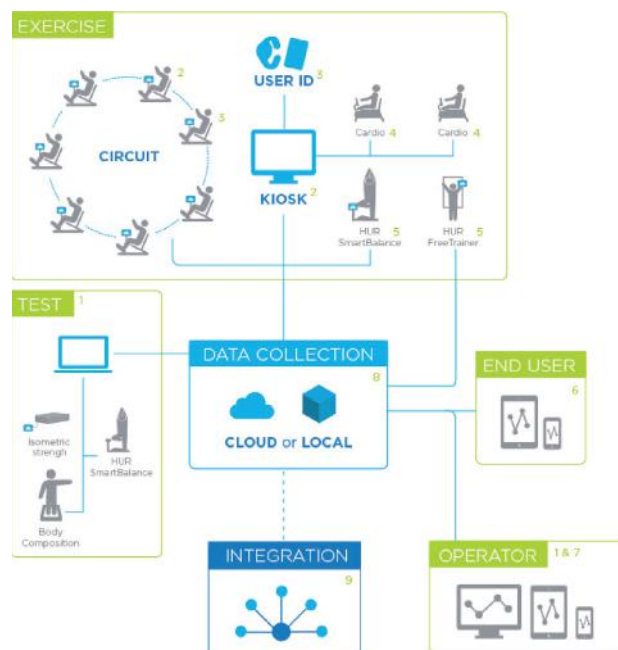 EXERCISE
USER ID 3
2
3
CIRCUIT
Cardio 4
Cardio 4
KIOSK 2
HUR 5
SmartBalance
HUR 5
FreeTrainer
TEST 1
Isometric
strengh
HUR
SmartBalance
Body
Composition
DATA COLLECTION
8
CLOUD or LOCAL
END USER
6
INTEGRATION
9
OPERATOR 1 & 7